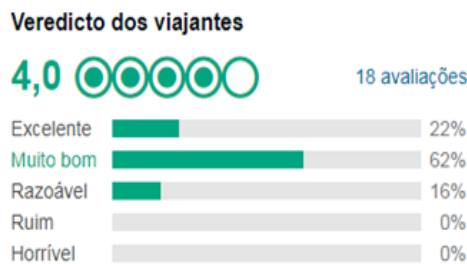 Veredicto dos viajantes
4,0 18 avaliações
Excelente 22%
Muito bom 62%
Razoável 16%
Ruim 0%
Horrível 0%